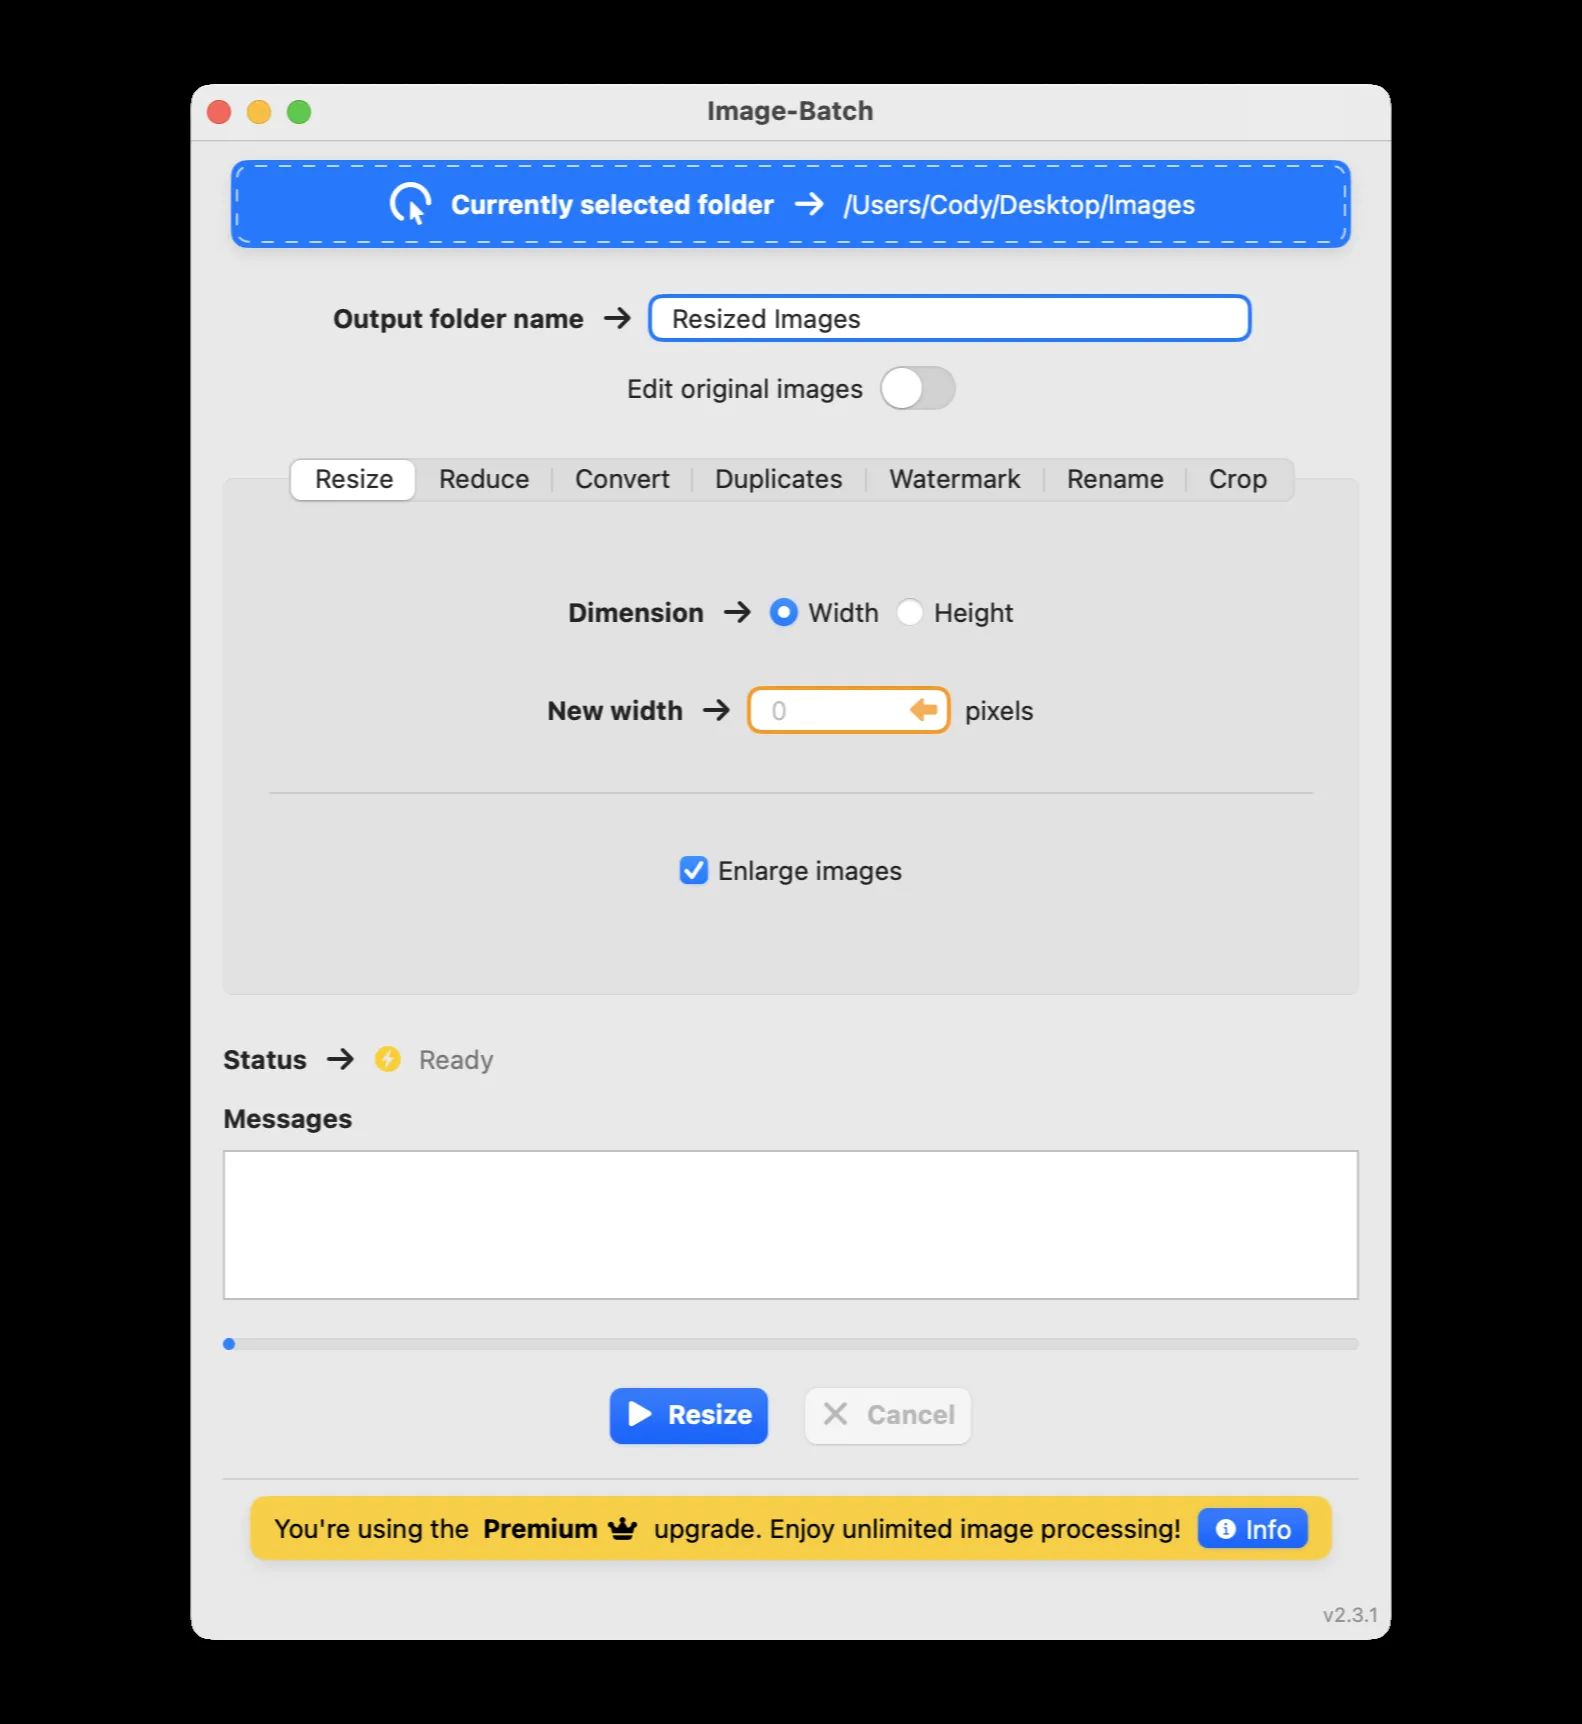 Image-Batch
Currently selected folder → /Users/Cody/Desktop/Images
Output folder name → Resized Images
Edit original images
Resize Reduce Convert Duplicates Watermark Rename Crop
Dimension → Width Height
New width → 0 pixels
Enlarge images
Status → Ready
Messages
Resize Cancel
You're using the Premium upgrade. Enjoy unlimited image processing! Info
v2.3.1